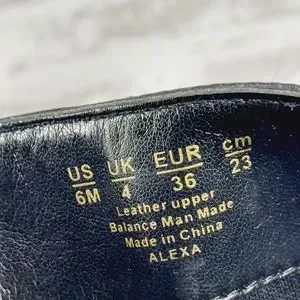 US UK EUR cm
6M 4 36 23
Leather upper
Balance Man Made
Made in China
ALEXA